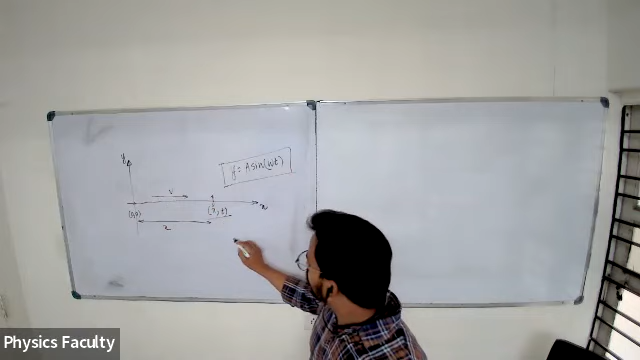 y
y = A sin(ωt)
v
(0,0)
(x, t)
x
x
Physics Faculty